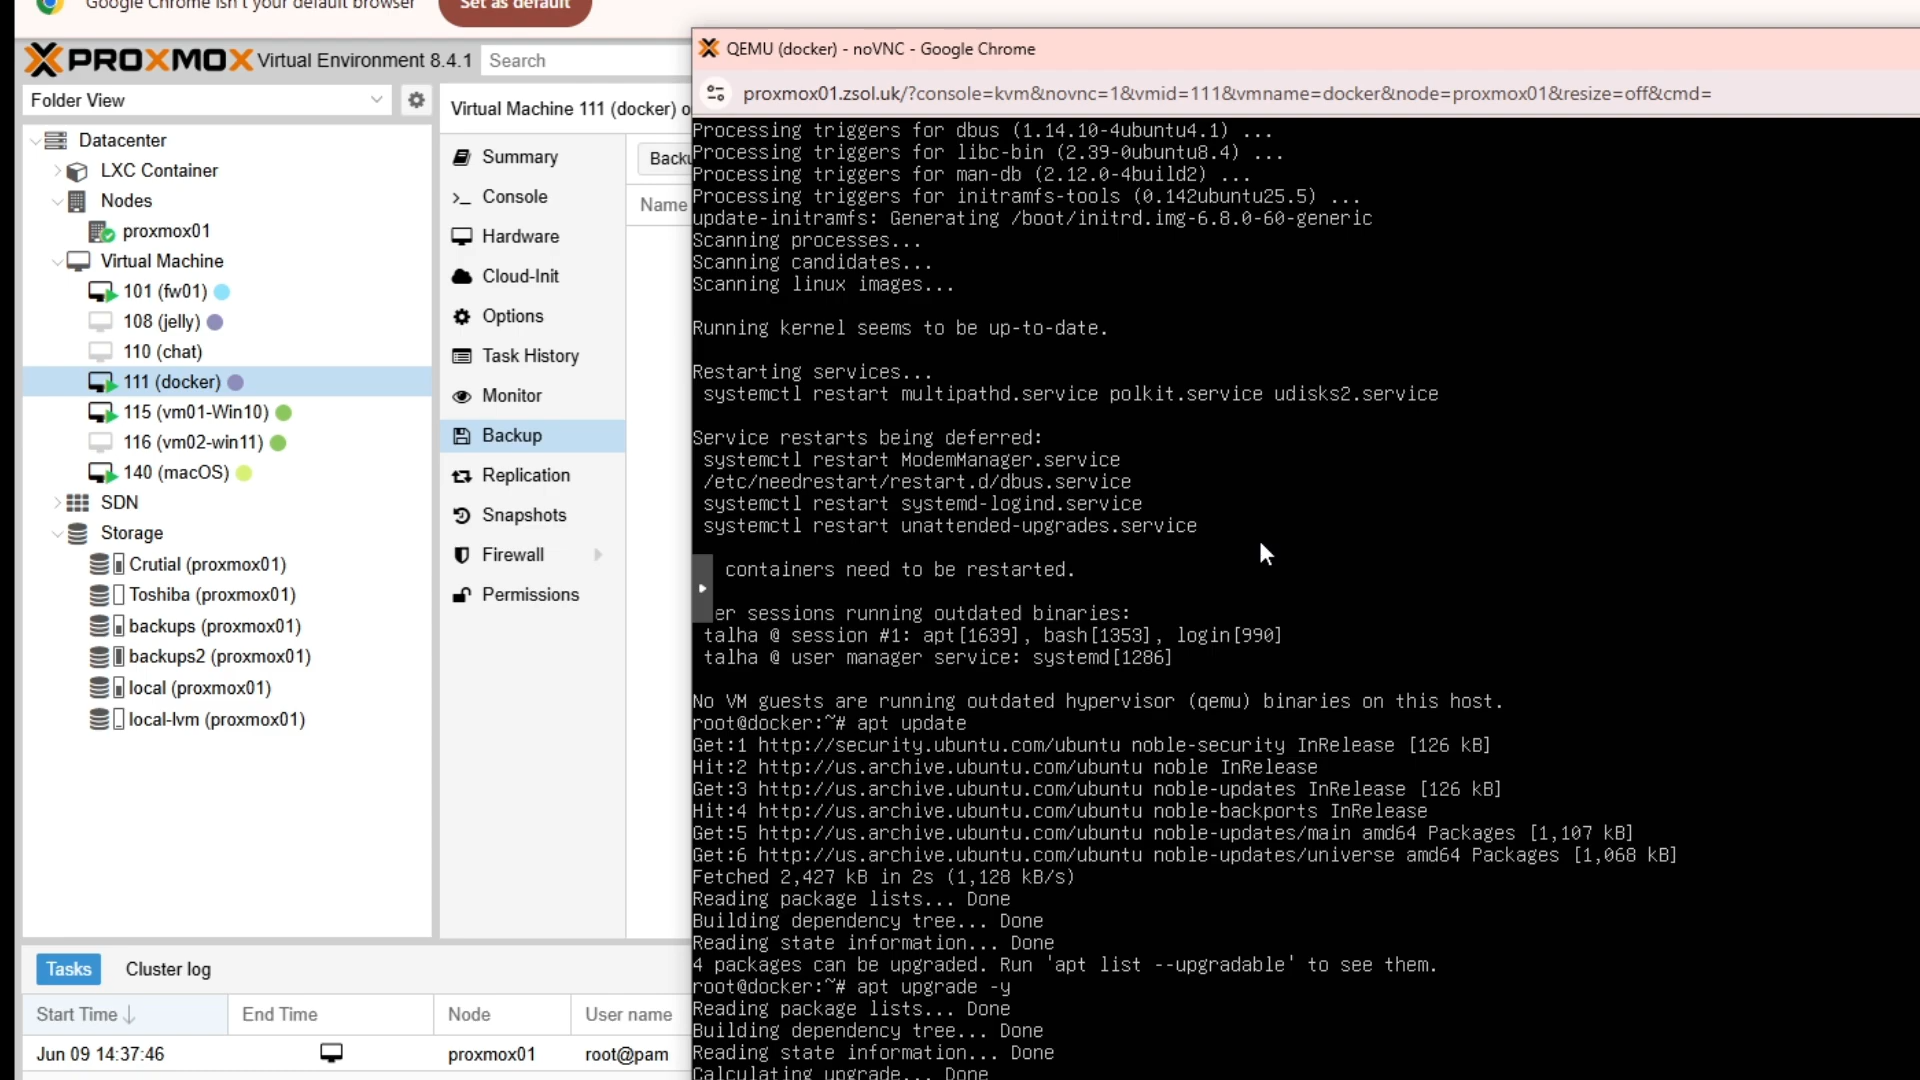 Google Chrome isn't your default browser
Set as default
PROXMOX Virtual Environment 8.4.1
Search
Folder View
Datacenter
LXC Container
Nodes
proxmox01
Virtual Machine
101 (fw01)
108 (jelly)
110 (chat)
111 (docker)
115 (vm01-Win10)
116 (vm02-win11)
140 (macOS)
SDN
Storage
Crutial (proxmox01)
Toshiba (proxmox01)
backups (proxmox01)
backups2 (proxmox01)
local (proxmox01)
local-lvm (proxmox01)
Virtual Machine 111 (docker) o
Summary
Console
Hardware
Cloud-Init
Options
Task History
Monitor
Backup
Replication
Snapshots
Firewall
Permissions
Backu
Name
QEMU (docker) - noVNC - Google Chrome
proxmox01.zsol.uk/?console=kvm&novnc=1&vmid=111&vmname=docker&node=proxmox01&resize=off&cmd=
Processing triggers for dbus (1.14.10-4ubuntu4.1) ...
Processing triggers for libc-bin (2.39-0ubuntu8.4) ...
Processing triggers for man-db (2.12.0-4build2) ...
Processing triggers for initramfs-tools (0.142ubuntu25.5) ...
update-initramfs: Generating /boot/initrd.img-6.8.0-60-generic
Scanning processes...
Scanning candidates...
Scanning linux images...
Running kernel seems to be up-to-date.
Restarting services...
systemctl restart multipathd.service polkit.service udisks2.service
Service restarts being deferred:
systemctl restart ModemManager.service
/etc/needrestart/restart.d/dbus.service
systemctl restart systemd-logind.service
systemctl restart unattended-upgrades.service
containers need to be restarted.
er sessions running outdated binaries:
talha @ session #1: apt[1639], bash[1353], login[990]
talha @ user manager service: systemd[1286]
No VM guests are running outdated hypervisor (qemu) binaries on this host.
root@docker:~# apt update
Get:1 http://security.ubuntu.com/ubuntu noble-security InRelease [126 kB]
Hit:2 http://us.archive.ubuntu.com/ubuntu noble InRelease
Get:3 http://us.archive.ubuntu.com/ubuntu noble-updates InRelease [126 kB]
Hit:4 http://us.archive.ubuntu.com/ubuntu noble-backports InRelease
Get:5 http://us.archive.ubuntu.com/ubuntu noble-updates/main amd64 Packages [1,107 kB]
Get:6 http://us.archive.ubuntu.com/ubuntu noble-updates/universe amd64 Packages [1,068 kB]
Fetched 2,427 kB in 2s (1,128 kB/s)
Reading package lists... Done
Building dependency tree... Done
Reading state information... Done
4 packages can be upgraded. Run 'apt list --upgradable' to see them.
root@docker:~# apt upgrade -y
Reading package lists... Done
Building dependency tree... Done
Reading state information... Done
Calculating upgrade... Done
Tasks
Cluster log
Start Time
End Time
Node
User name
Jun 09 14:37:46
proxmox01
root@pam